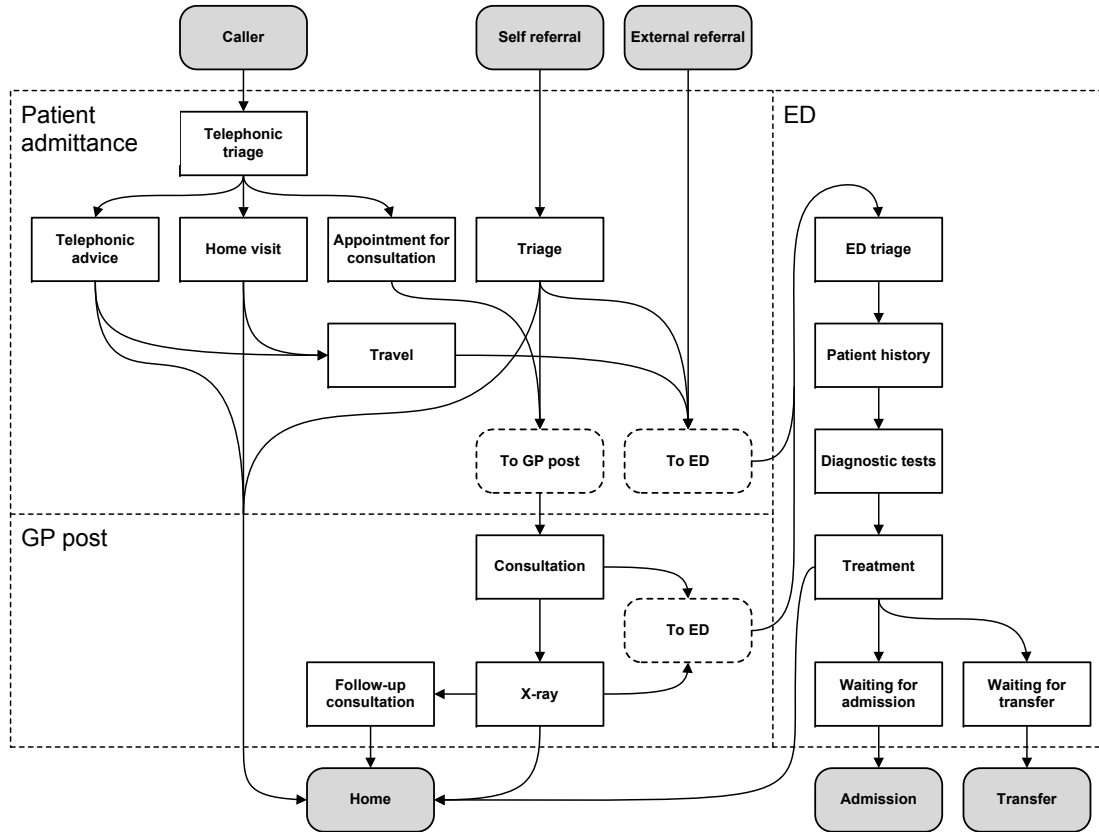 Caller
Self referral
External referral
Patient
admittance
ED
Telephonic
triage
Telephonic
advice
Home visit
Appointment for
consultation
Triage
ED triage
Travel
Patient history
To GP post
To ED
Diagnostic tests
GP post
Consultation
Treatment
To ED
Follow-up
consultation
X-ray
Waiting for
admission
Waiting for
transfer
Home
Admission
Transfer